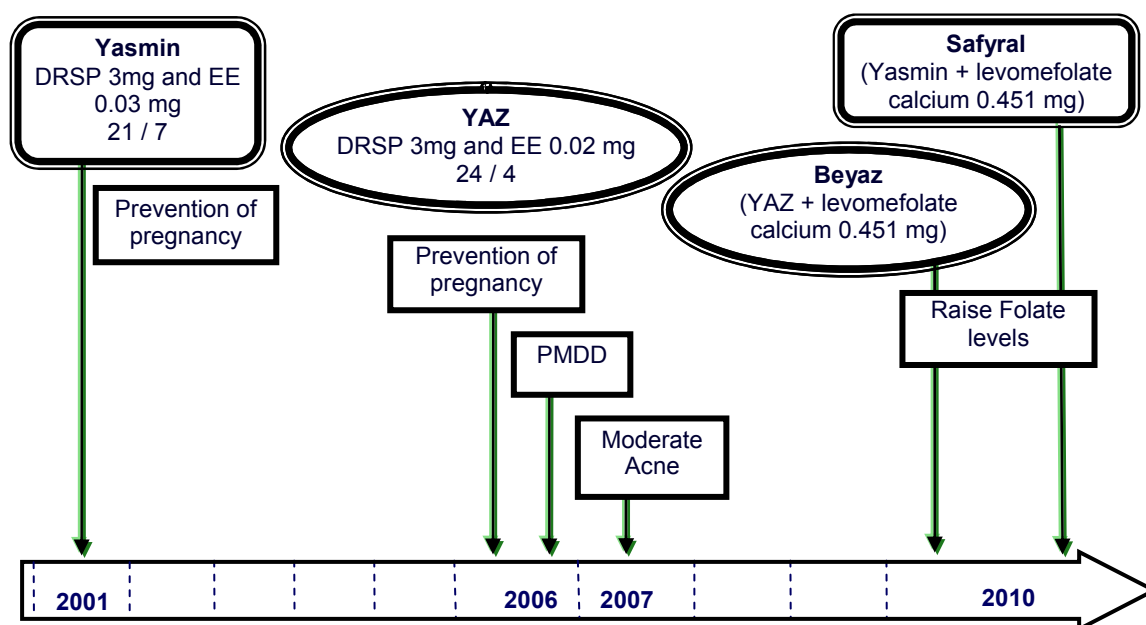 Yasmin
DRSP 3mg and EE
0.03 mg
21 / 7
Prevention of
pregnancy
YAZ
DRSP 3mg and EE 0.02 mg
24 / 4
Prevention of
pregnancy
PMDD
Moderate
Acne
Beyaz
(YAZ + levomefolate
calcium 0.451 mg)
Safyral
(Yasmin + levomefolate
calcium 0.451 mg)
Raise Folate
levels
2001
2006
2007
2010